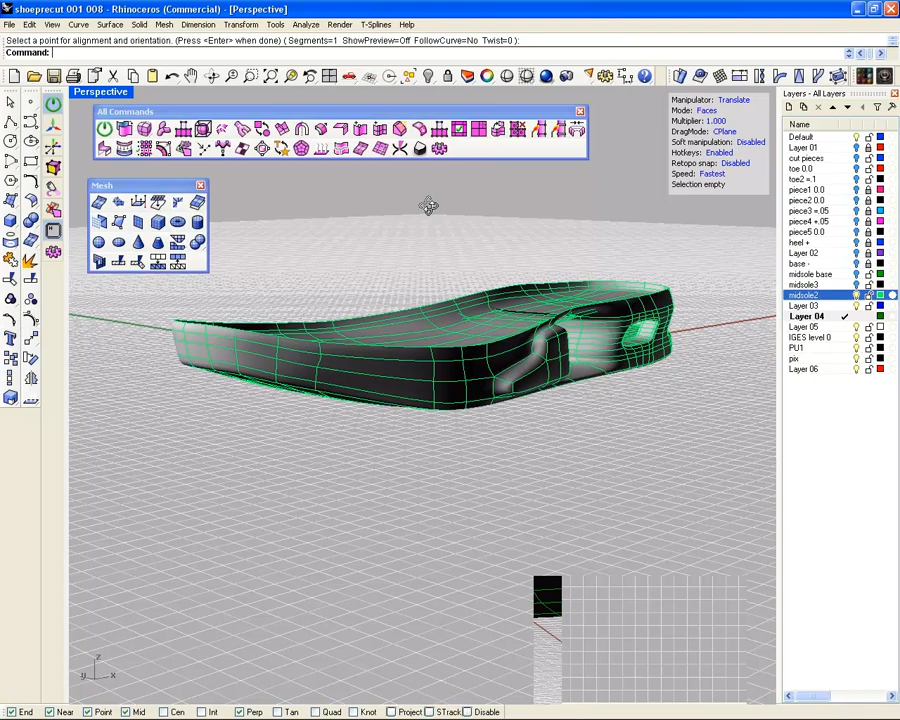 shoeprecut 001 008 - Rhinoceros (Commercial) - [Perspective]
File Edit View Curve Surface Solid Mesh Dimension Transform Tools Analyze Render T-Splines Help
Select a point for alignment and orientation. (Press <Enter> when done) ( Segments=1 ShowPreview=Off FollowCurve=No Twist=0 ):
Command:
Perspective
All Commands
Mesh
Manipulator: Translate
Mode: Faces
Multiplier: 1.000
DragMode: CPlane
Soft manipulation: Disabled
Hotkeys: Enabled
Retopo snap: Disabled
Speed: Fastest
Selection empty
Layers - All Layers
Name
Default
Layer 01
cut pieces
toe 0.0
toe2 =.1
piece1 0.0
piece2 0.0
piece3 =.05
piece4 +.05
piece5 0.0
heel +
Layer 02
base -
midsole base
midsole3
midsole2
Layer 03
Layer 04
Layer 05
IGES level 0
PU1
pix
Layer 06
z
y x
End Near Point Mid Cen Int Perp Tan Quad Knot Project STrack Disable